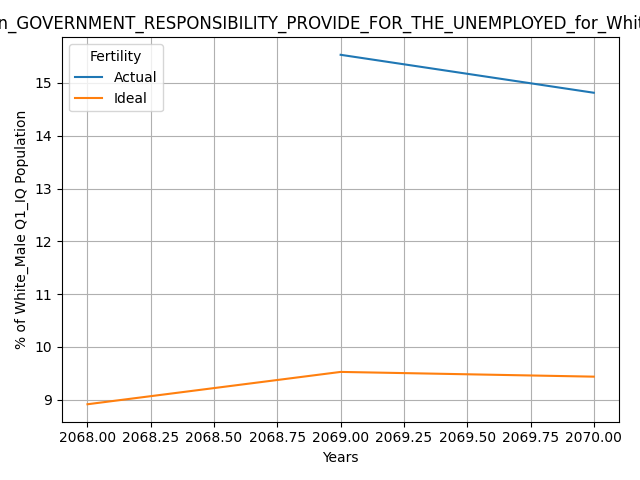 n_GOVERNMENT_RESPONSIBILITY_PROVIDE_FOR_THE_UNEMPLOYED_for_Whit
Fertility
Actual
Ideal
% of White_Male Q1_IQ Population
15
14
13
12
11
10
9
2068.00 2068.25 2068.50 2068.75 2069.00 2069.25 2069.50 2069.75 2070.00
Years